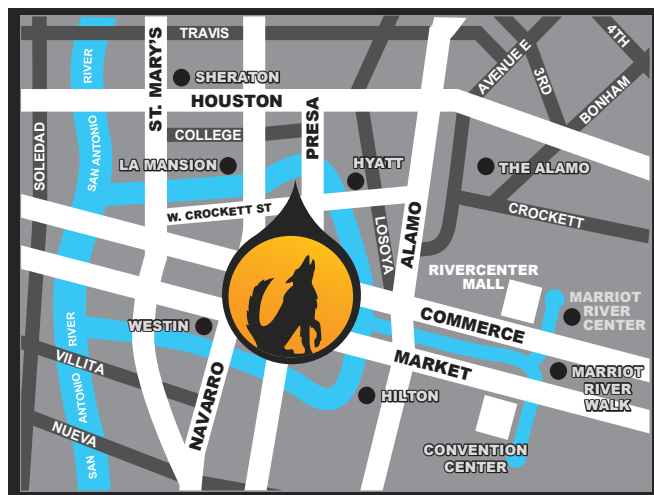 TRAVIS
4TH
RIVER
ST. MARY'S
AVENUE E
3RD
SHERATON
BONHAM
HOUSTON
PRESA
SOLEDAD
SAN ANTONIO
COLLEGE
LA MANSION
HYATT
THE ALAMO
W. CROCKETT ST
CROCKETT
LOSOYA
ALAMO
RIVERCENTER
MALL
MARRIOT
RIVER
CENTER
COMMERCE
WESTIN
RIVER
MARKET
VILLITA
MARRIOT
RIVER
WALK
NAVARRO
HILTON
ANTONIO
NUEVA
CONVENTION
CENTER
SAN